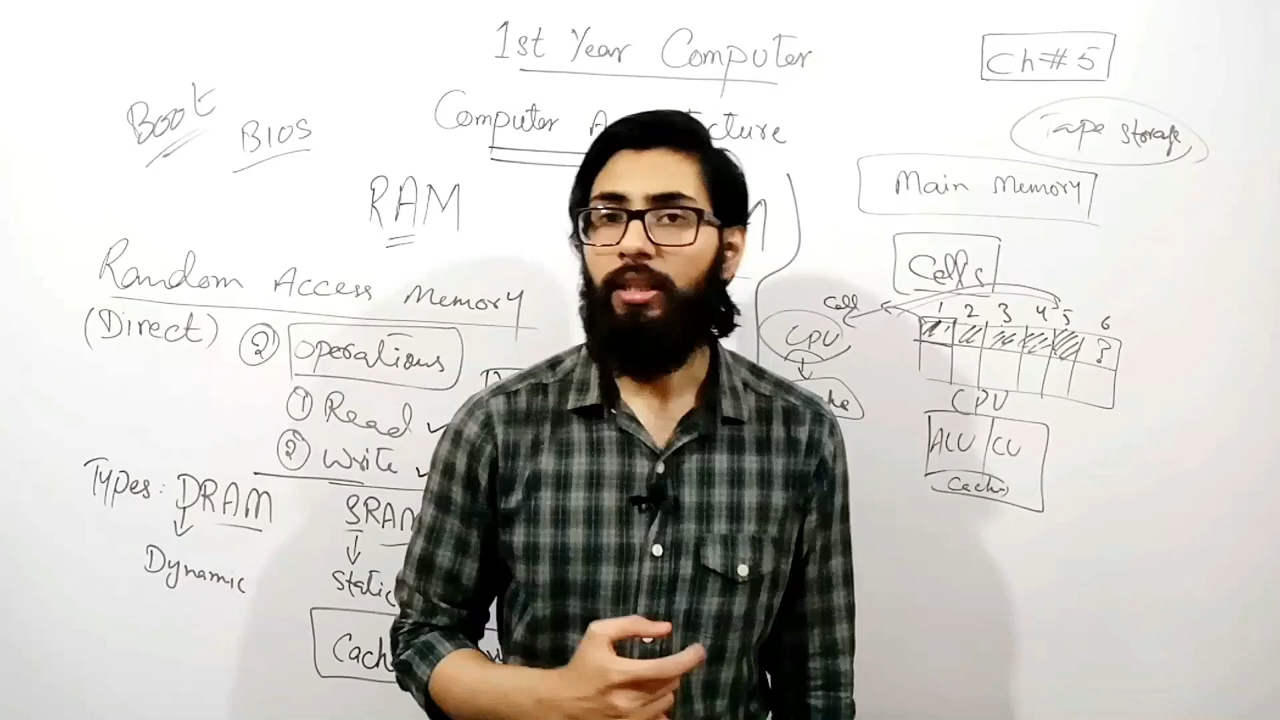 1st Year Computer
Ch # 5
Computer
Boot
BIOS
Tape Storage
RAM
Main Memory
Random Access Memory
(Direct)
② Operations
① Read
② Write
Types: DRAM
SRAM
Dynamic
Static
Cells
1 2 3 4 5 6
Cell
CPU
CPU
ALU CU
Cache